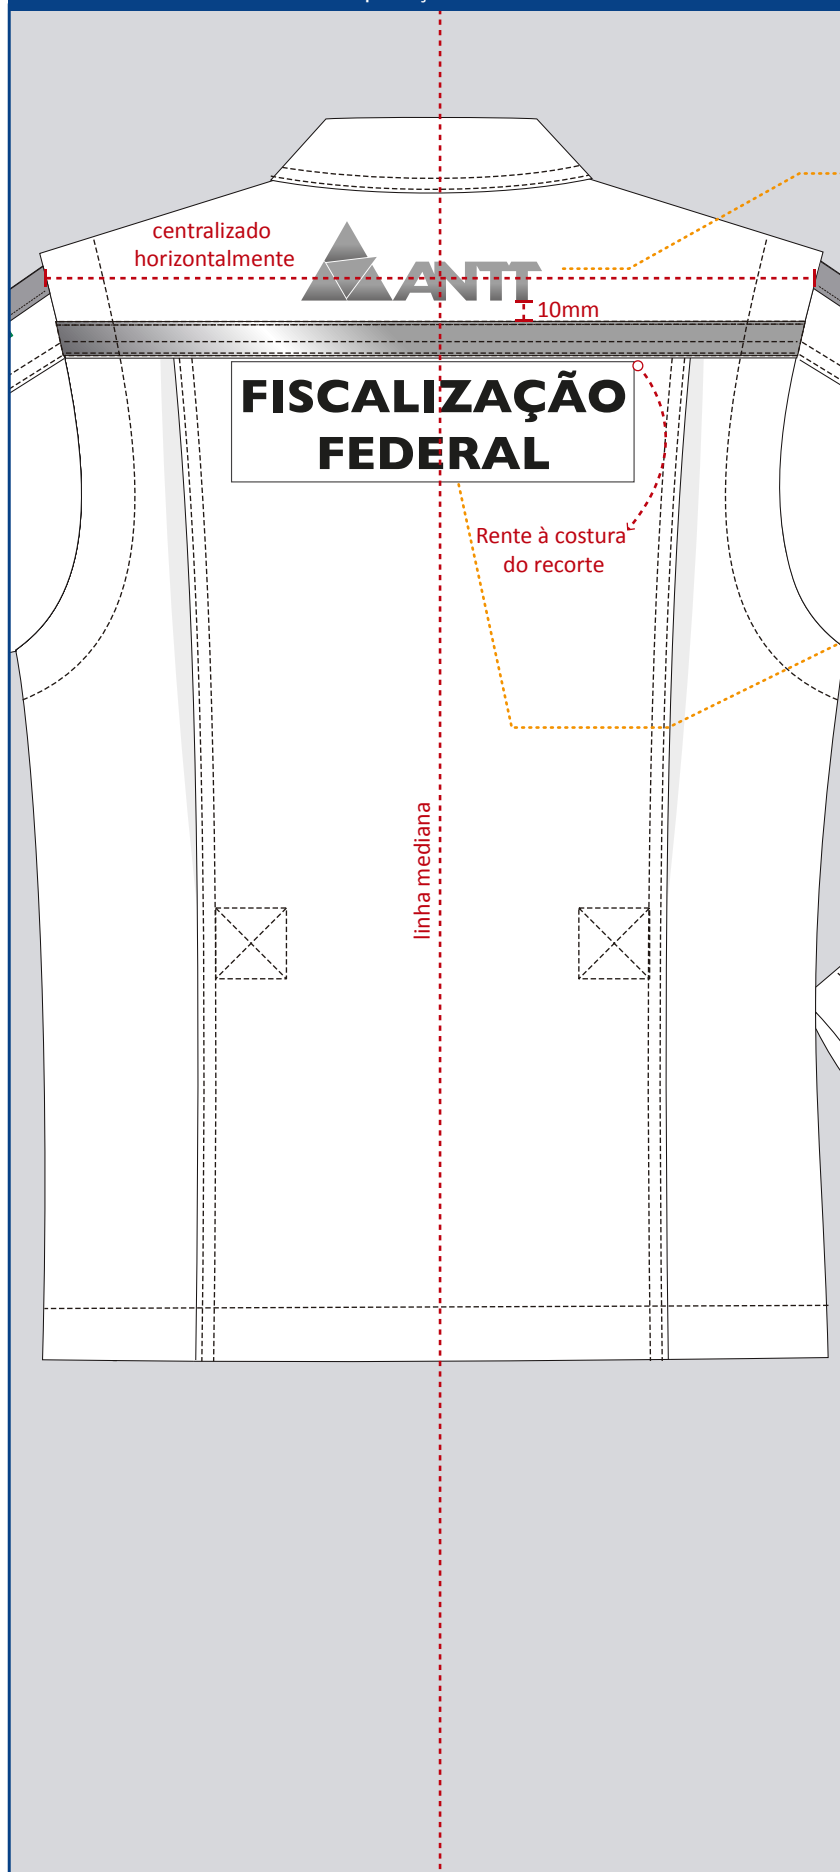 centralizado
horizontalmente
ANTT
10mm
FISCALIZAÇÃO
FEDERAL
Rente à costura
do recorte
linha mediana